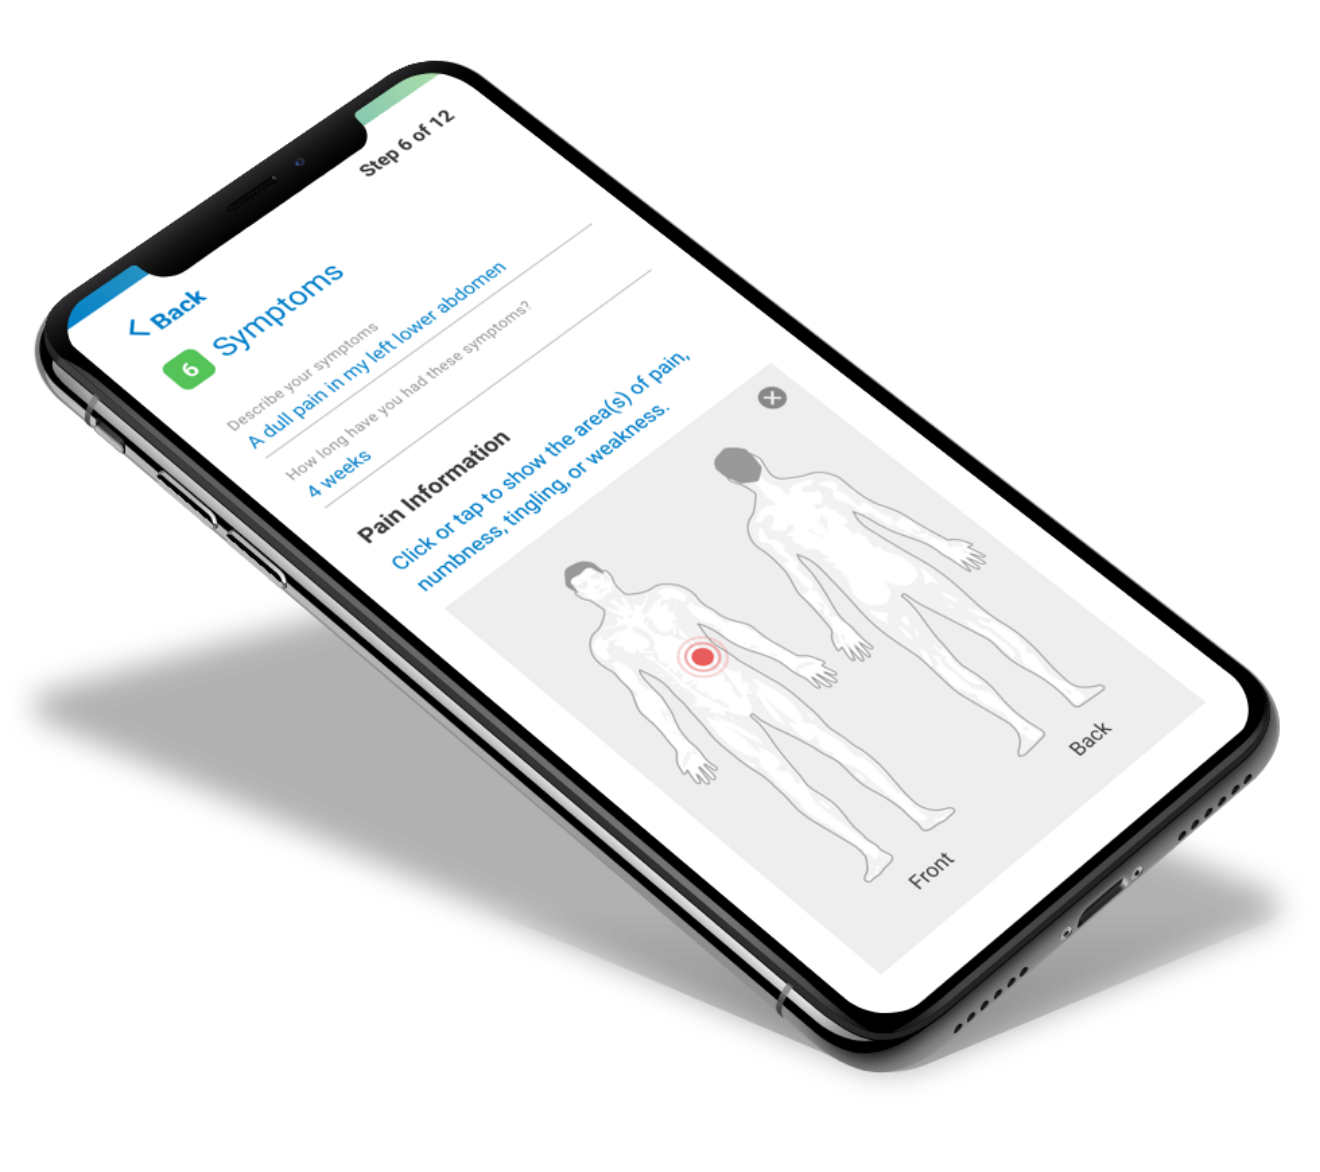 Step 6 of 12
Back
6 Symptoms
Describe your symptoms
A dull pain in my left lower abdomen
How long have you had these symptoms?
4 weeks
Pain Information
Click or tap to show the area(s) of pain,
numbness, tingling, or weakness.
Front
Back